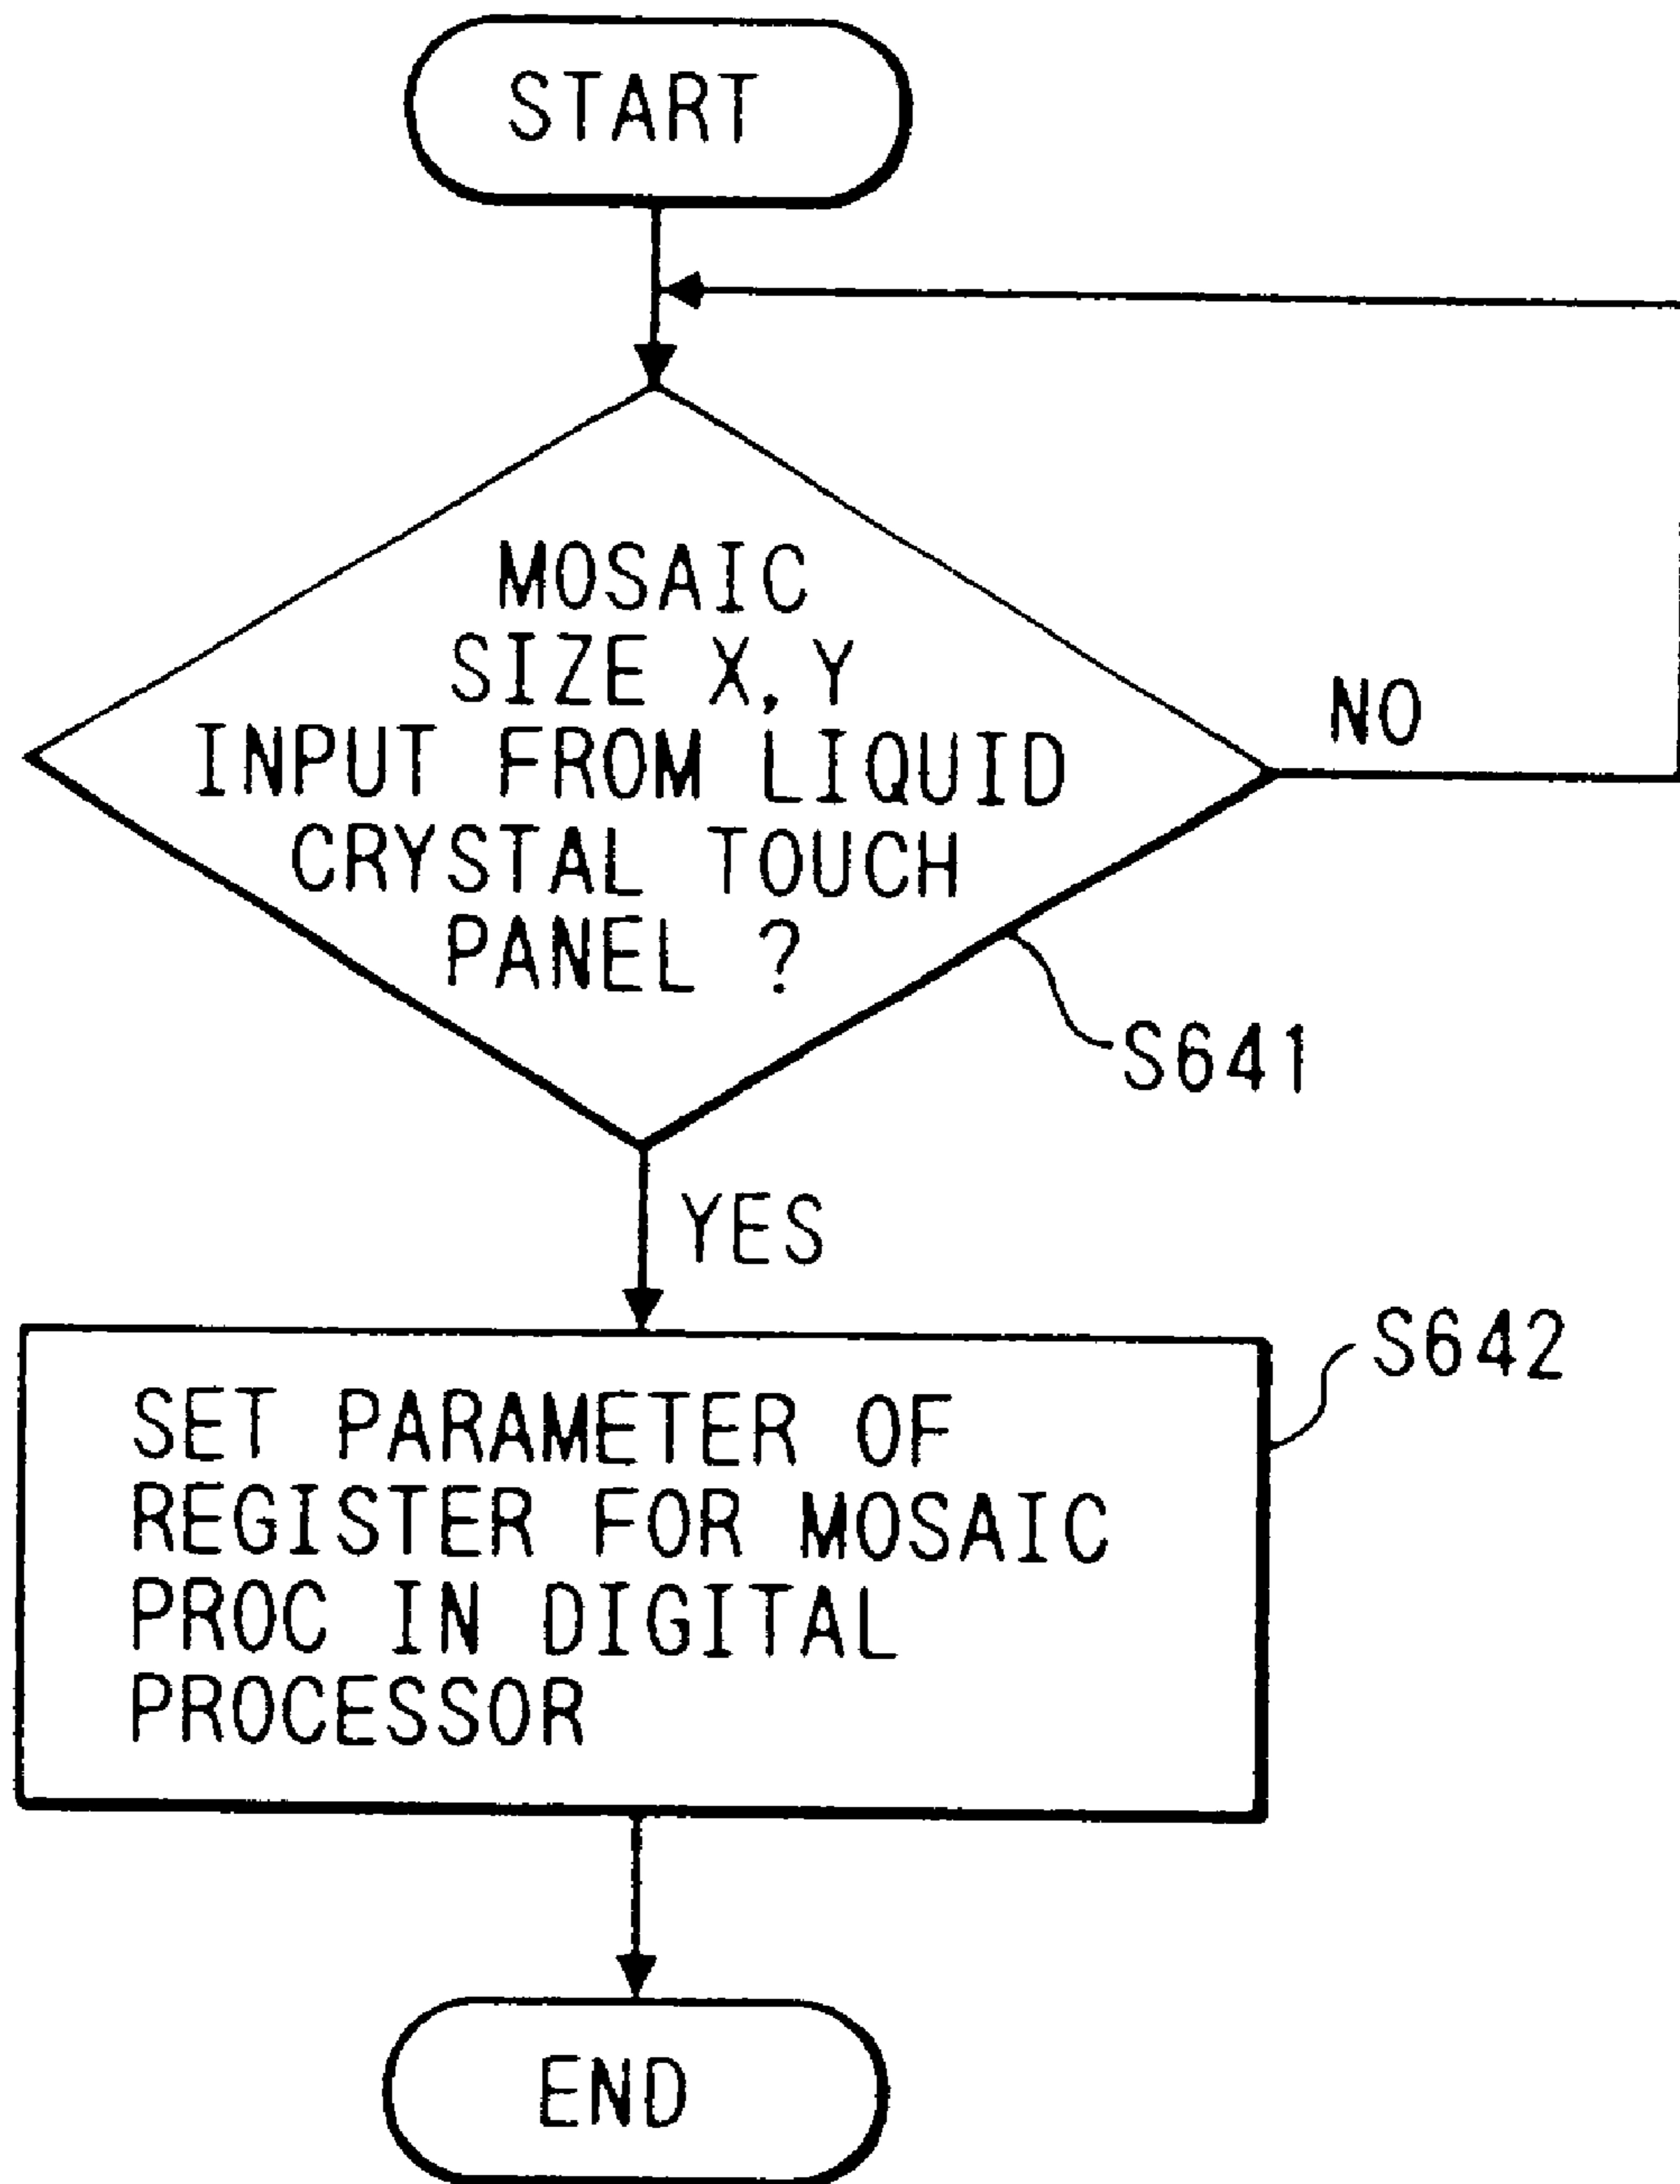 START
MOSAIC
SIZE X,Y
INPUT FROM LIQUID
CRYSTAL TOUCH
PANEL ?
NO
S641
YES
S642
SET PARAMETER OF
REGISTER FOR MOSAIC
PROC IN DIGITAL
PROCESSOR
END